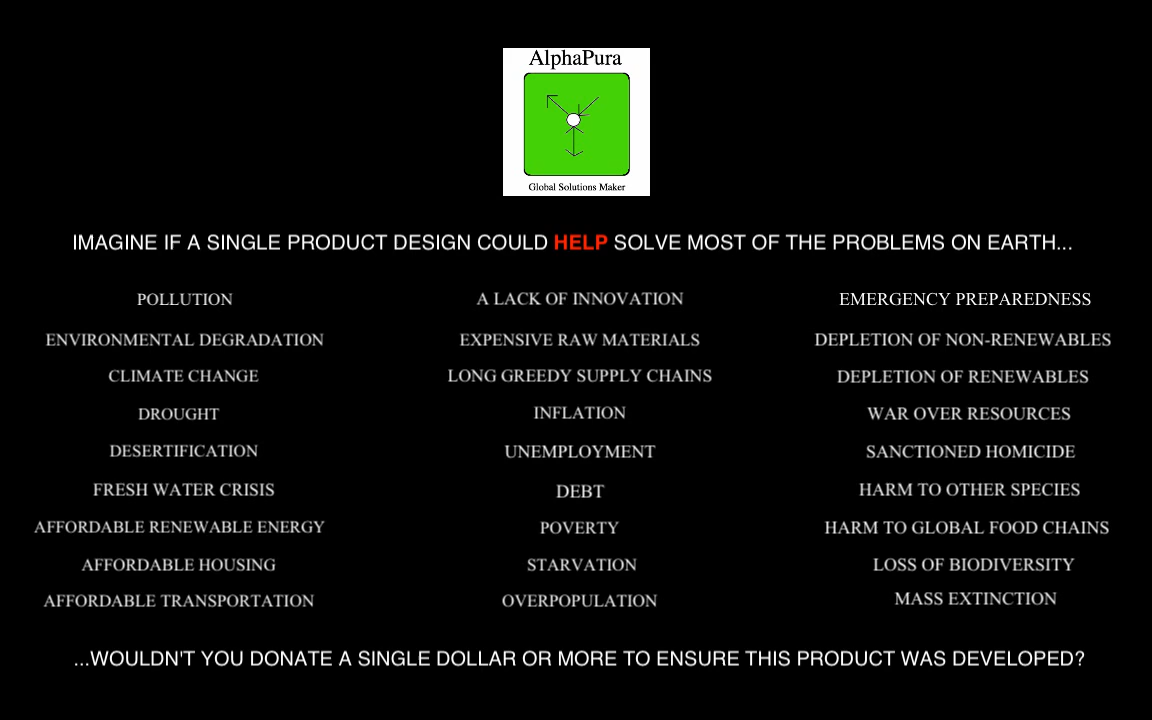 AlphaPura
Global Solutions Maker
IMAGINE IF A SINGLE PRODUCT DESIGN COULD HELP SOLVE MOST OF THE PROBLEMS ON EARTH...
POLLUTION
ENVIRONMENTAL DEGRADATION
CLIMATE CHANGE
DROUGHT
DESERTIFICATION
FRESH WATER CRISIS
AFFORDABLE RENEWABLE ENERGY
AFFORDABLE HOUSING
AFFORDABLE TRANSPORTATION
A LACK OF INNOVATION
EXPENSIVE RAW MATERIALS
LONG GREEDY SUPPLY CHAINS
INFLATION
UNEMPLOYMENT
DEBT
POVERTY
STARVATION
OVERPOPULATION
EMERGENCY PREPAREDNESS
DEPLETION OF NON-RENEWABLES
DEPLETION OF RENEWABLES
WAR OVER RESOURCES
SANCTIONED HOMICIDE
HARM TO OTHER SPECIES
HARM TO GLOBAL FOOD CHAINS
LOSS OF BIODIVERSITY
MASS EXTINCTION
...WOULDN'T YOU DONATE A SINGLE DOLLAR OR MORE TO ENSURE THIS PRODUCT WAS DEVELOPED?